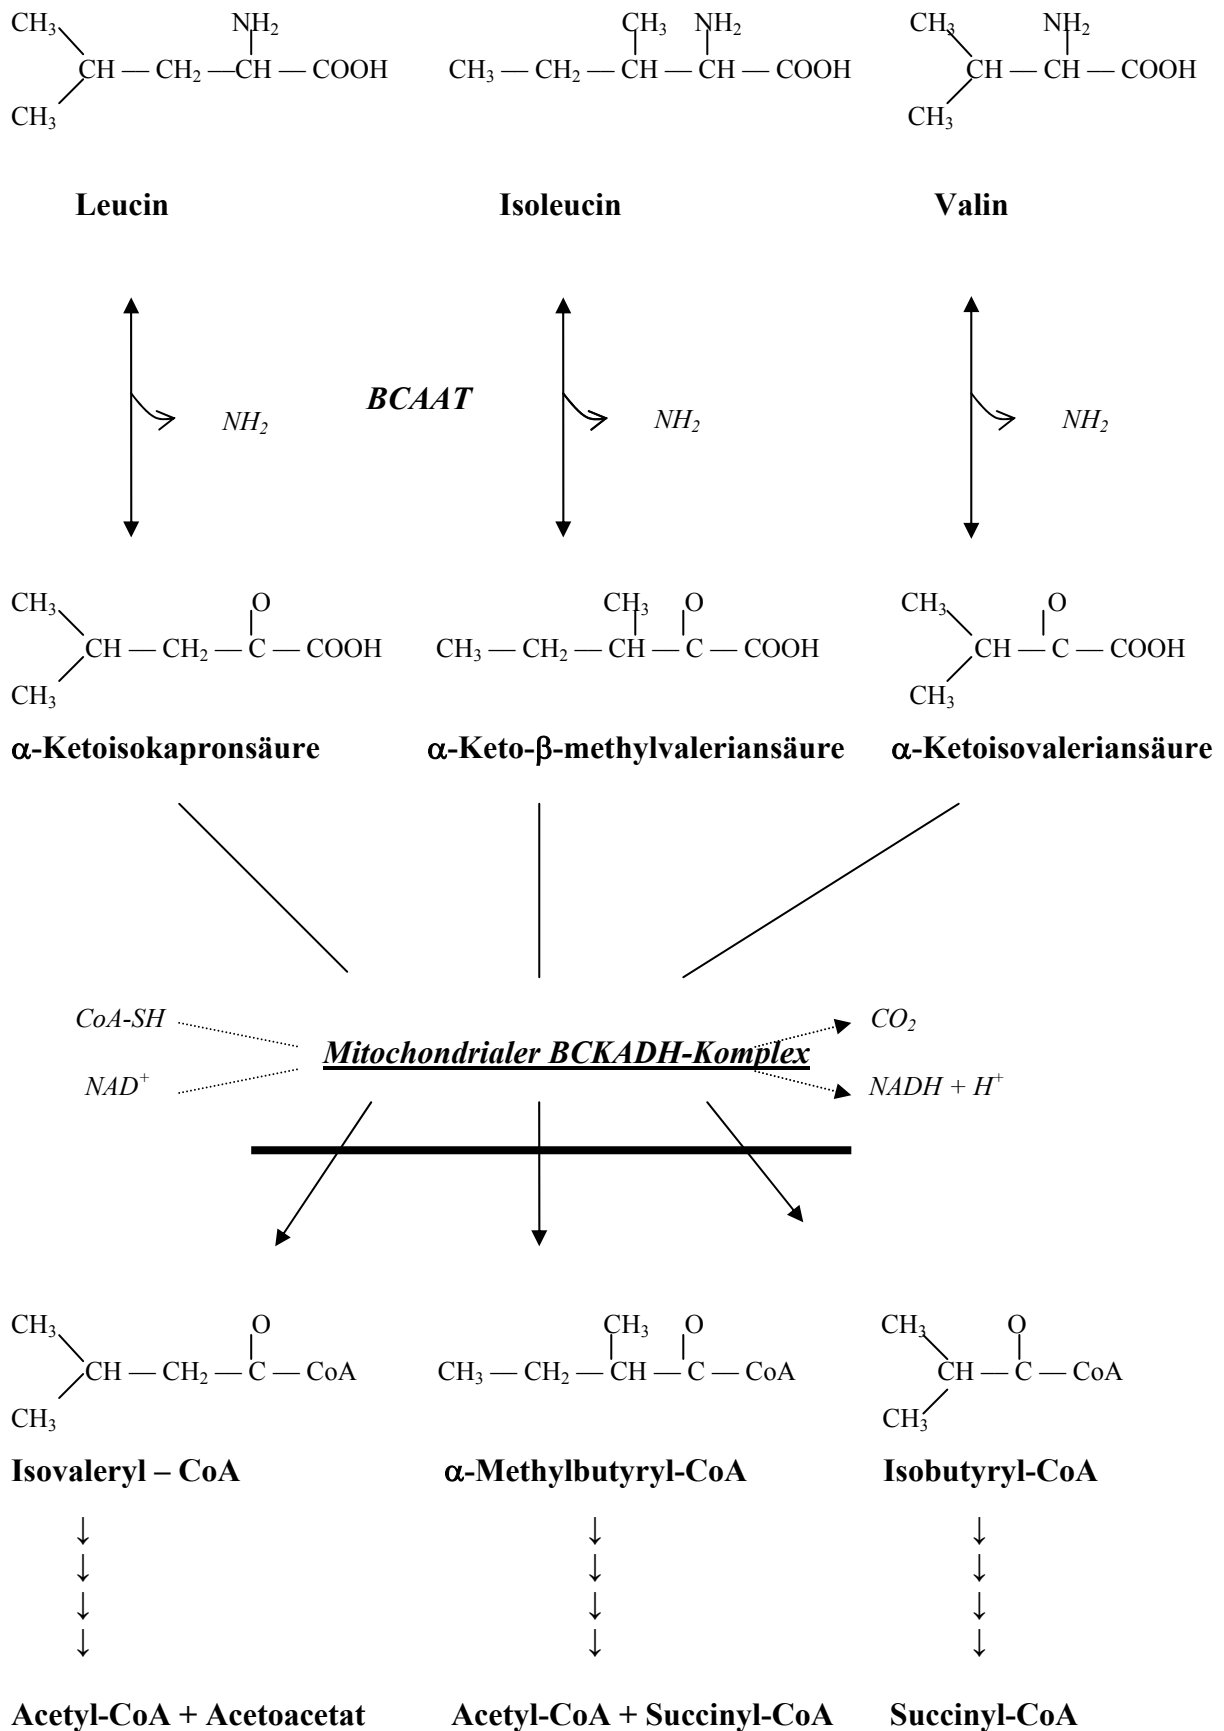 CH₃ NH₂ CH₃ NH₂ CH₃ NH₂
CH — CH₂ —CH — COOH CH₃ — CH₂ — CH — CH — COOH CH — CH — COOH
CH₃ CH₃
Leucin Isoleucin Valin
BCAAT
NH₂ NH₂ NH₂
CH₃ O CH₃ O CH₃ O
CH — CH₂ — C — COOH CH₃ — CH₂ — CH — C — COOH CH — C — COOH
CH₃ CH₃
α-Ketoisokapronsäure α-Keto-β-methylvaleriansäure α-Ketoisovaleriansäure
CoA-SH CO₂
Mitochondrialer BCKADH-Komplex
NAD⁺ NADH + H⁺
CH₃ O CH₃ O CH₃ O
CH — CH₂ — C — CoA CH₃ — CH₂ — CH — C — CoA CH — C — CoA
CH₃ CH₃
Isovaleryl – CoA α-Methylbutyryl-CoA Isobutyryl-CoA
↓ ↓ ↓
↓ ↓ ↓
↓ ↓ ↓
↓ ↓ ↓
Acetyl-CoA + Acetoacetat Acetyl-CoA + Succinyl-CoA Succinyl-CoA